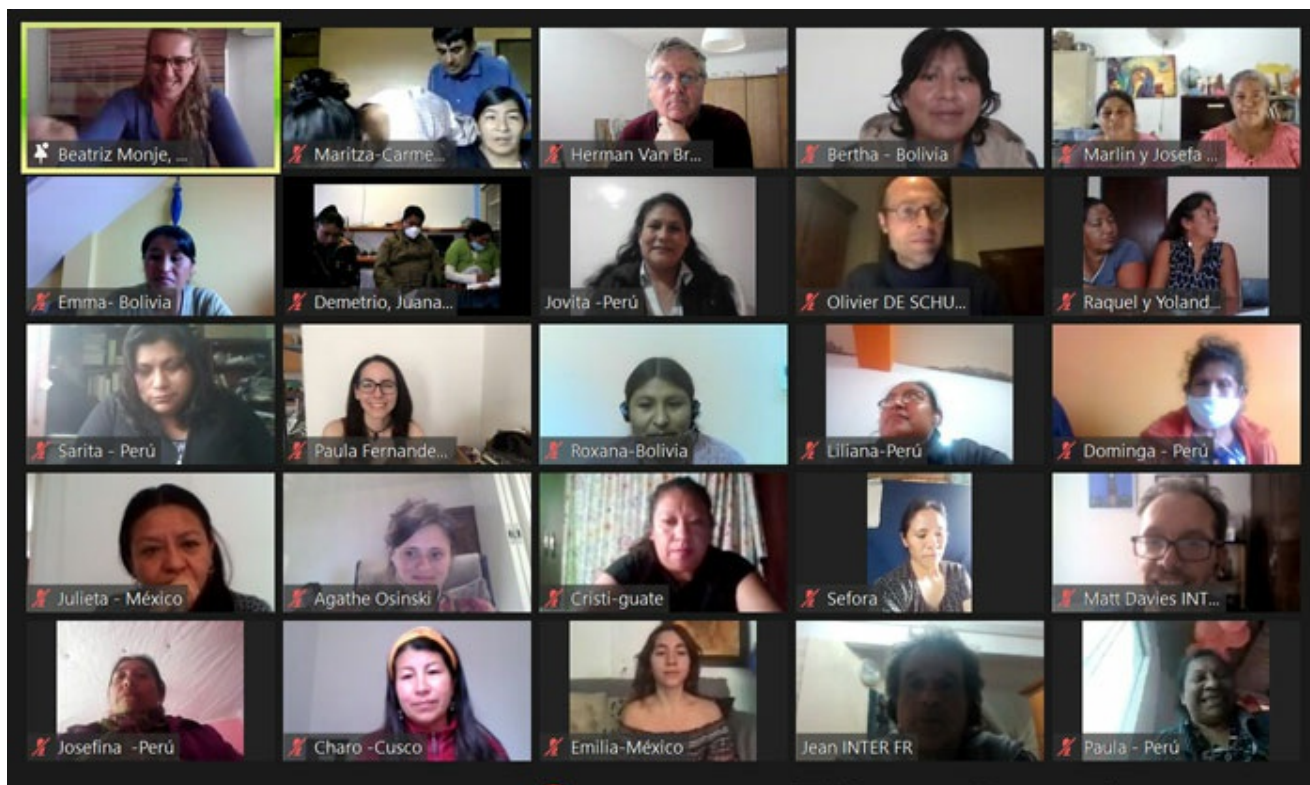 Beatriz Monje, ...
Maritza-Carme...
Herman Van Br...
Bertha - Bolivia
Marlin y Josefa ...
Emma- Bolivia
Demetrio, Juana...
Jovita -Perú
Olivier DE SCHU...
Raquel y Yoland...
Sarita - Perú
Paula Fernande...
Roxana-Bolivia
Liliana-Perú
Dominga - Perú
Julieta - México
Agathe Osinski
Cristi-guate
Sefora
Matt Davies INT...
Josefina -Perú
Charo -Cusco
Emilia-México
Jean INTER FR
Paula - Perú